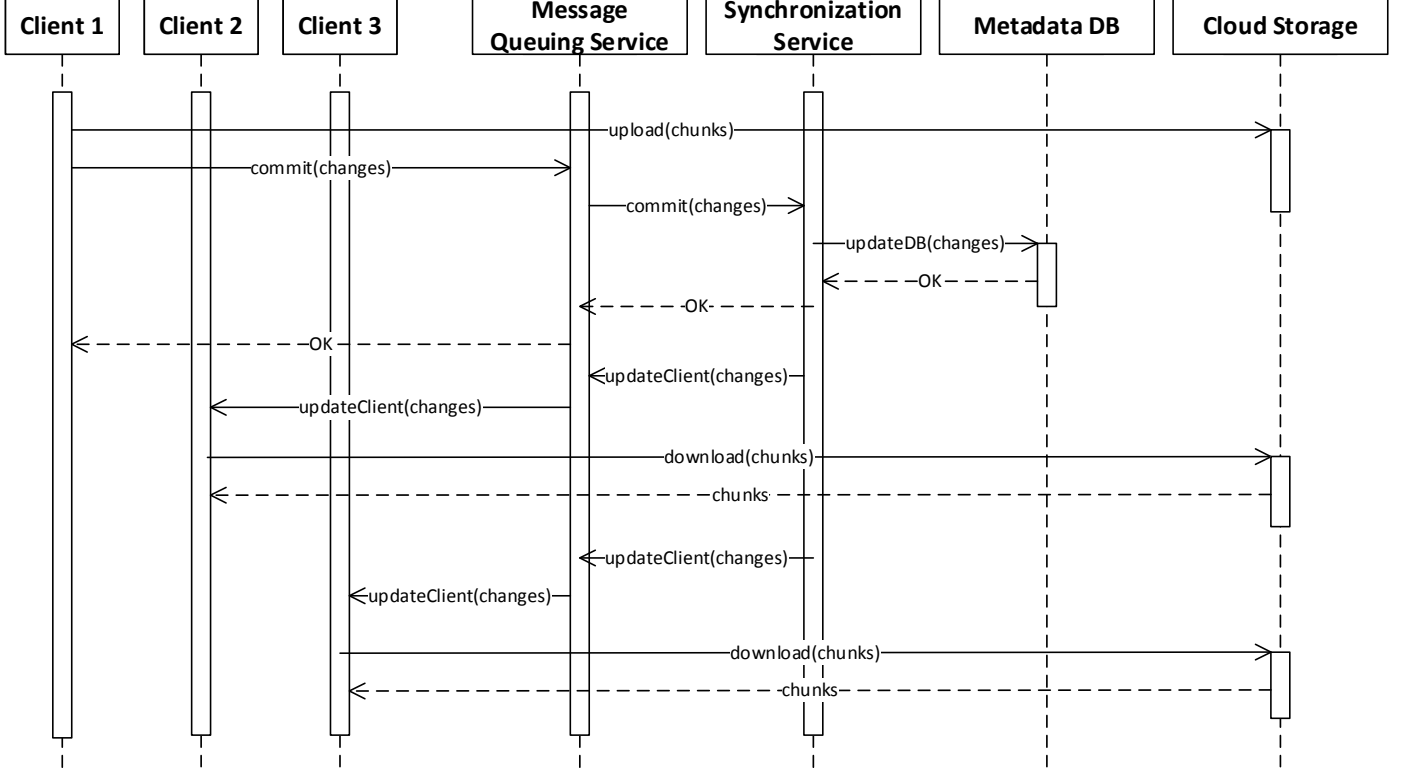 Client 1
Client 2
Client 3
Message
Queuing Service
Synchronization
Service
Metadata DB
Cloud Storage
upload(chunks)
commit(changes)
commit(changes)
updateDB(changes)
OK
OK
OK
updateClient(changes)
updateClient(changes)
download(chunks)
chunks
updateClient(changes)
updateClient(changes)
download(chunks)
chunks